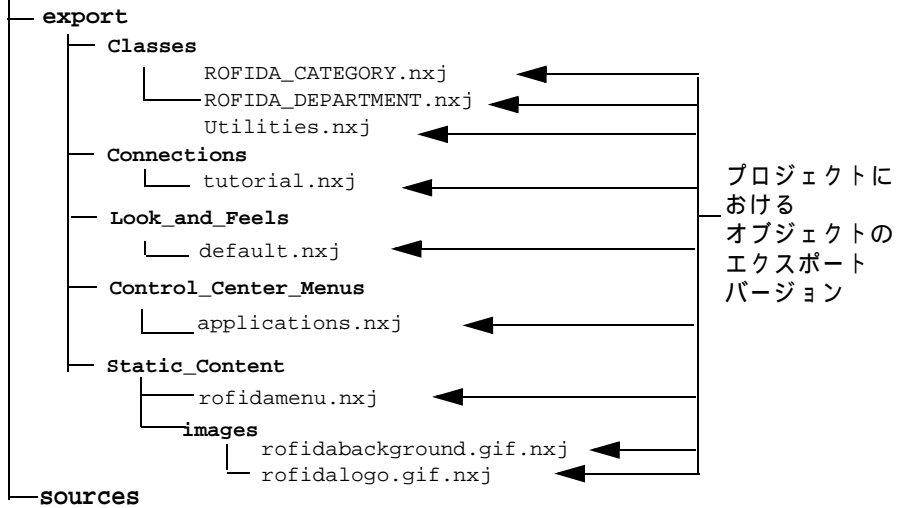 export
Classes
ROFIDA_CATEGORY.nxj
ROFIDA_DEPARTMENT.nxj
Utilities.nxj
Connections
tutorial.nxj
Look_and_Feels
default.nxj
Control_Center_Menus
applications.nxj
Static_Content
rofidamenu.nxj
images
rofidabackground.gif.nxj
rofidalogo.gif.nxj
sources
プロジェクトに
おける
オブジェクトの
エクスポート
バージョン